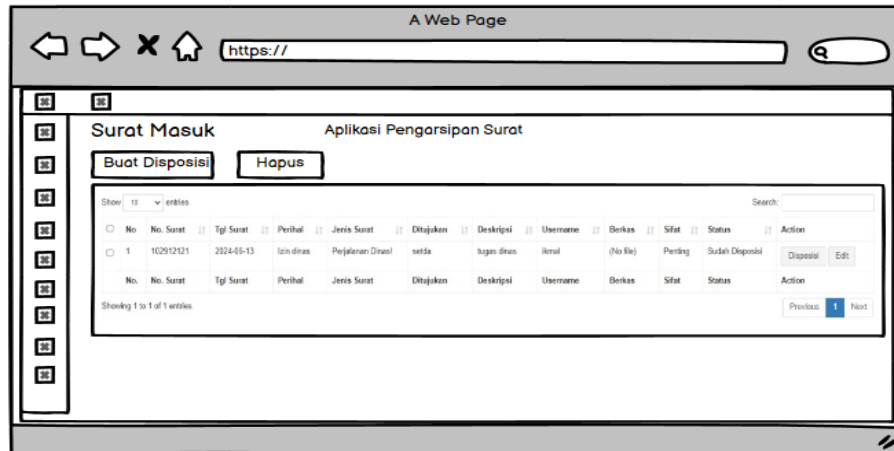 A Web Page
https://
Surat Masuk Aplikasi Pengarsipan Surat
Buat Disposisi Hapus
Show 10 entries Search:
No No. Surat Tgl Surat Perihal Jenis Surat Ditajukan Deskripsi Username Berkas Sifat Status Action
1 102912121 2024-05-13 Izin dinas Perjalanan Dinas! setda tugas dinas ikmal (No file) Penting Sudah Disposisi Disposisi Edit
No. No. Surat Tgl Surat Perihal Jenis Surat Ditajukan Deskripsi Username Berkas Sifat Status Action
Showing 1 to 1 of 1 entries Previous 1 Next